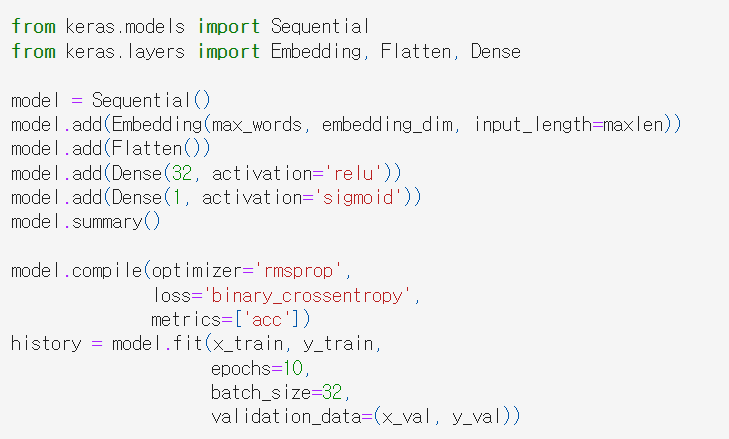 from keras.models import Sequential
from keras.layers import Embedding, Flatten, Dense

model = Sequential()
model.add(Embedding(max_words, embedding_dim, input_length=maxlen))
model.add(Flatten())
model.add(Dense(32, activation='relu'))
model.add(Dense(1, activation='sigmoid'))
model.summary()

model.compile(optimizer='rmsprop',
              loss='binary_crossentropy',
              metrics=['acc'])
history = model.fit(x_train, y_train,
                    epochs=10,
                    batch_size=32,
                    validation_data=(x_val, y_val))